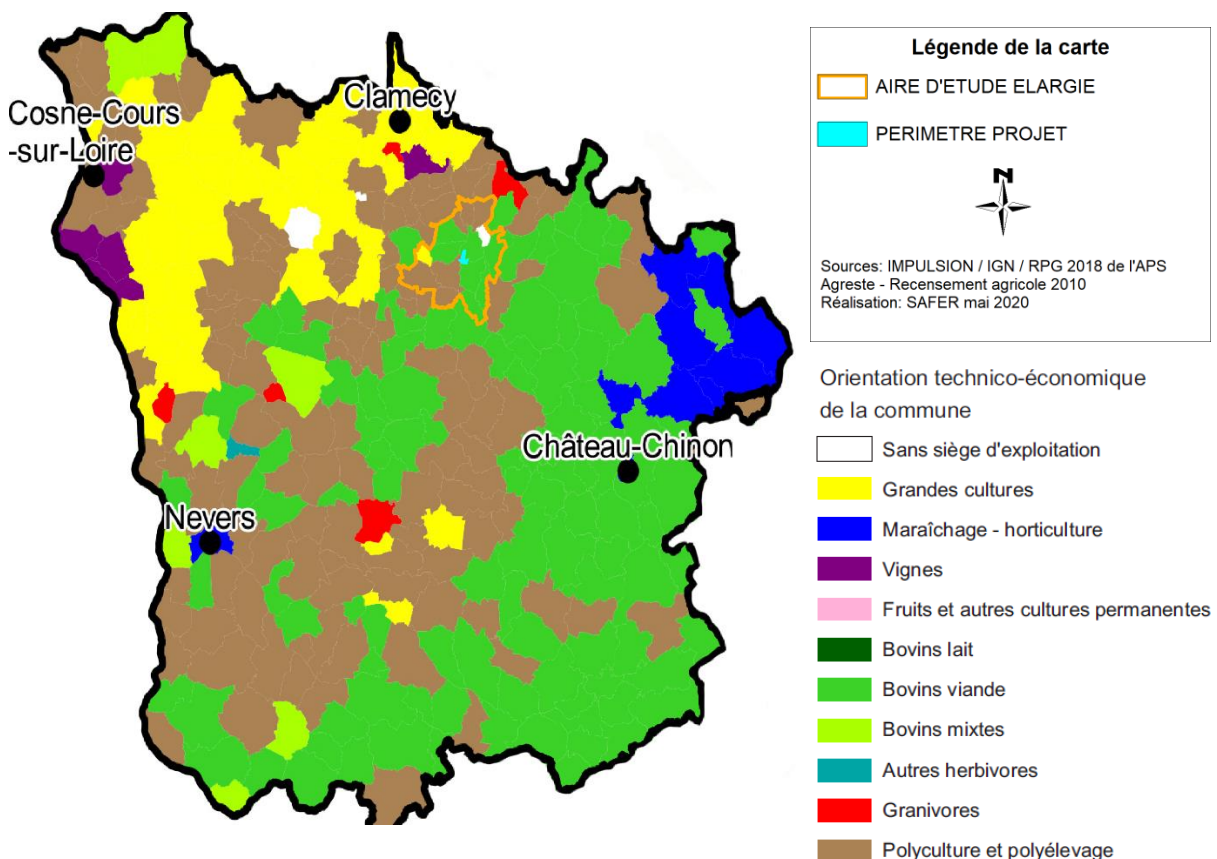 Clamecy
Cosne-Cours
-sur-Loire
Château-Chinon
Nevers
Légende de la carte
AIRE D'ETUDE ELARGIE
PERIMETRE PROJET
N
Sources: IMPULSION / IGN / RPG 2018 de l'APS
Agreste - Recensement agricole 2010
Réalisation: SAFER mai 2020
Orientation technico-économique
de la commune
Sans siège d'exploitation
Grandes cultures
Maraîchage - horticulture
Vignes
Fruits et autres cultures permanentes
Bovins lait
Bovins viande
Bovins mixtes
Autres herbivores
Granivores
Polyculture et polyélevage